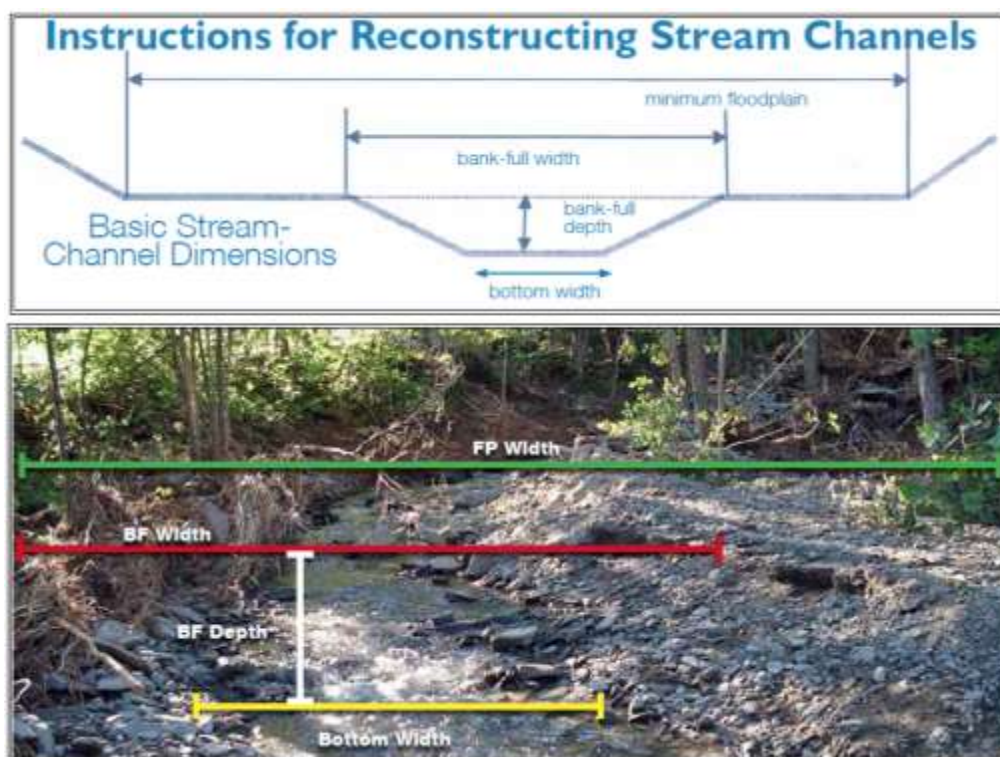 Instructions for Reconstructing Stream Channels
minimum floodplain
bank-full width
bank-full
depth
Basic Stream-
Channel Dimensions
bottom width
FP Width
BF Width
BF Depth
Bottom Width